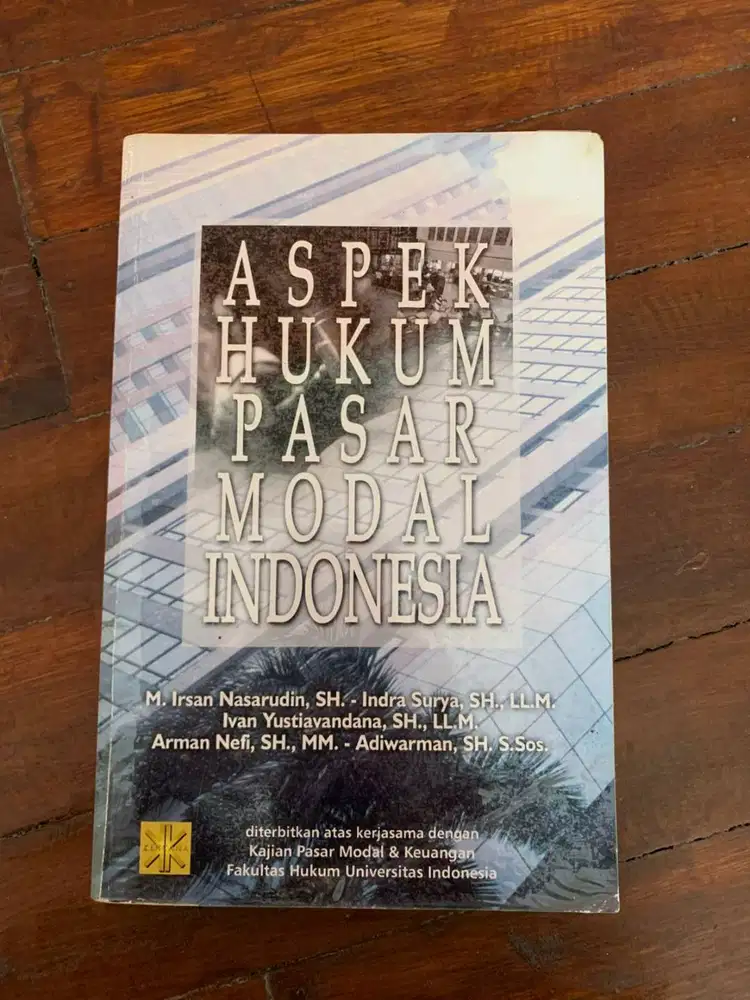 ASPEK
HUKUM
PASAR
MODAL
INDONESIA
M. Irsan Nasarudin, SH. - Indra Surya, SH., LL.M.
Ivan Yustiavandana, SH., LL.M.
Arman Nefi, SH., MM. - Adiwarman, SH. S.Sos.
KENCANA
diterbitkan atas kerjasama dengan
Kajian Pasar Modal & Keuangan
Fakultas Hukum Universitas Indonesia